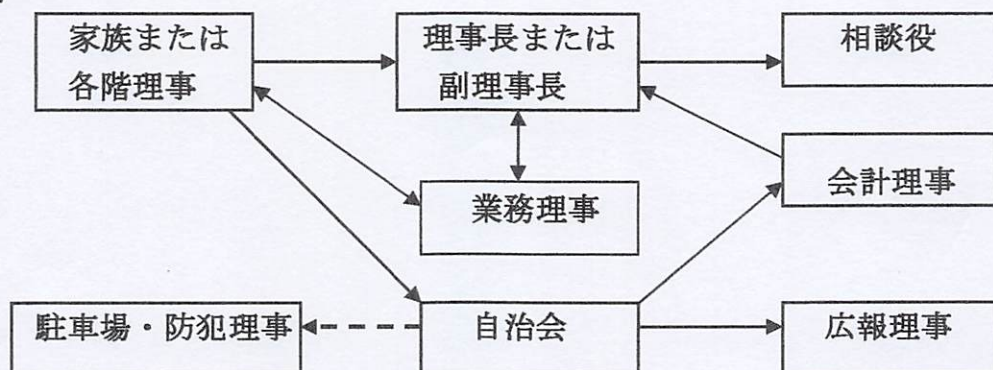 家族または
各階理事
理事長または
副理事長
相談役
会計理事
業務理事
駐車場・防犯理事
自治会
広報理事